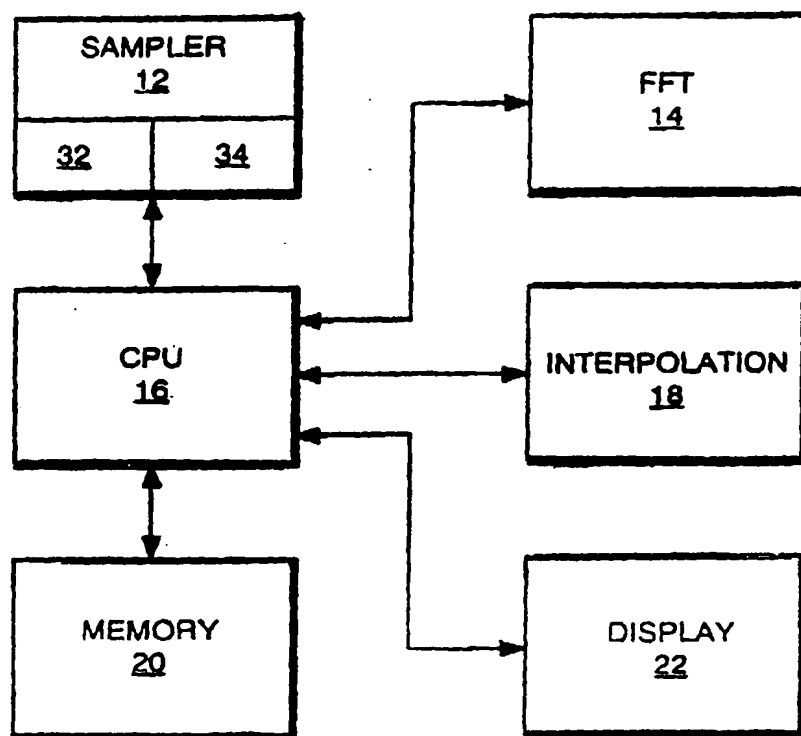 SAMPLER
12
32
34
FFT
14
CPU
16
INTERPOLATION
18
MEMORY
20
DISPLAY
22